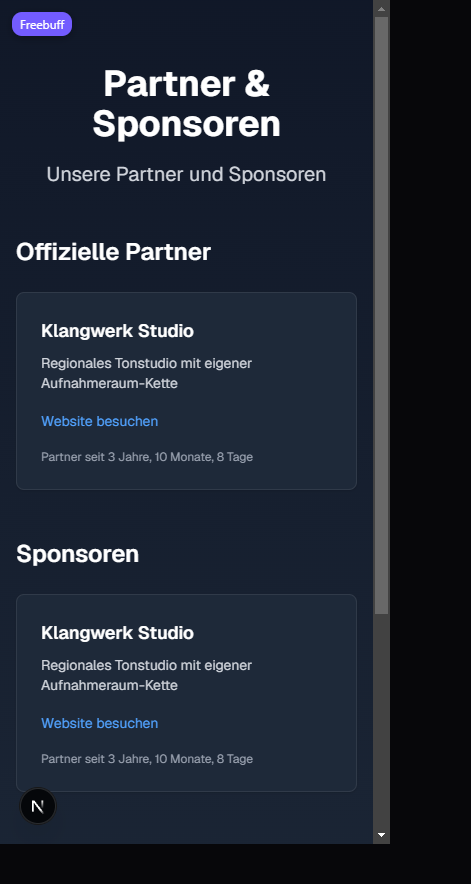 Freebuff
Partner &
Sponsoren
Unsere Partner und Sponsoren
Offizielle Partner
Klangwerk Studio
Regionales Tonstudio mit eigener
Aufnahmeraum-Kette
Website besuchen
Partner seit 3 Jahre, 10 Monate, 8 Tage
Sponsoren
Klangwerk Studio
Regionales Tonstudio mit eigener
Aufnahmeraum-Kette
Website besuchen
Partner seit 3 Jahre, 10 Monate, 8 Tage
N